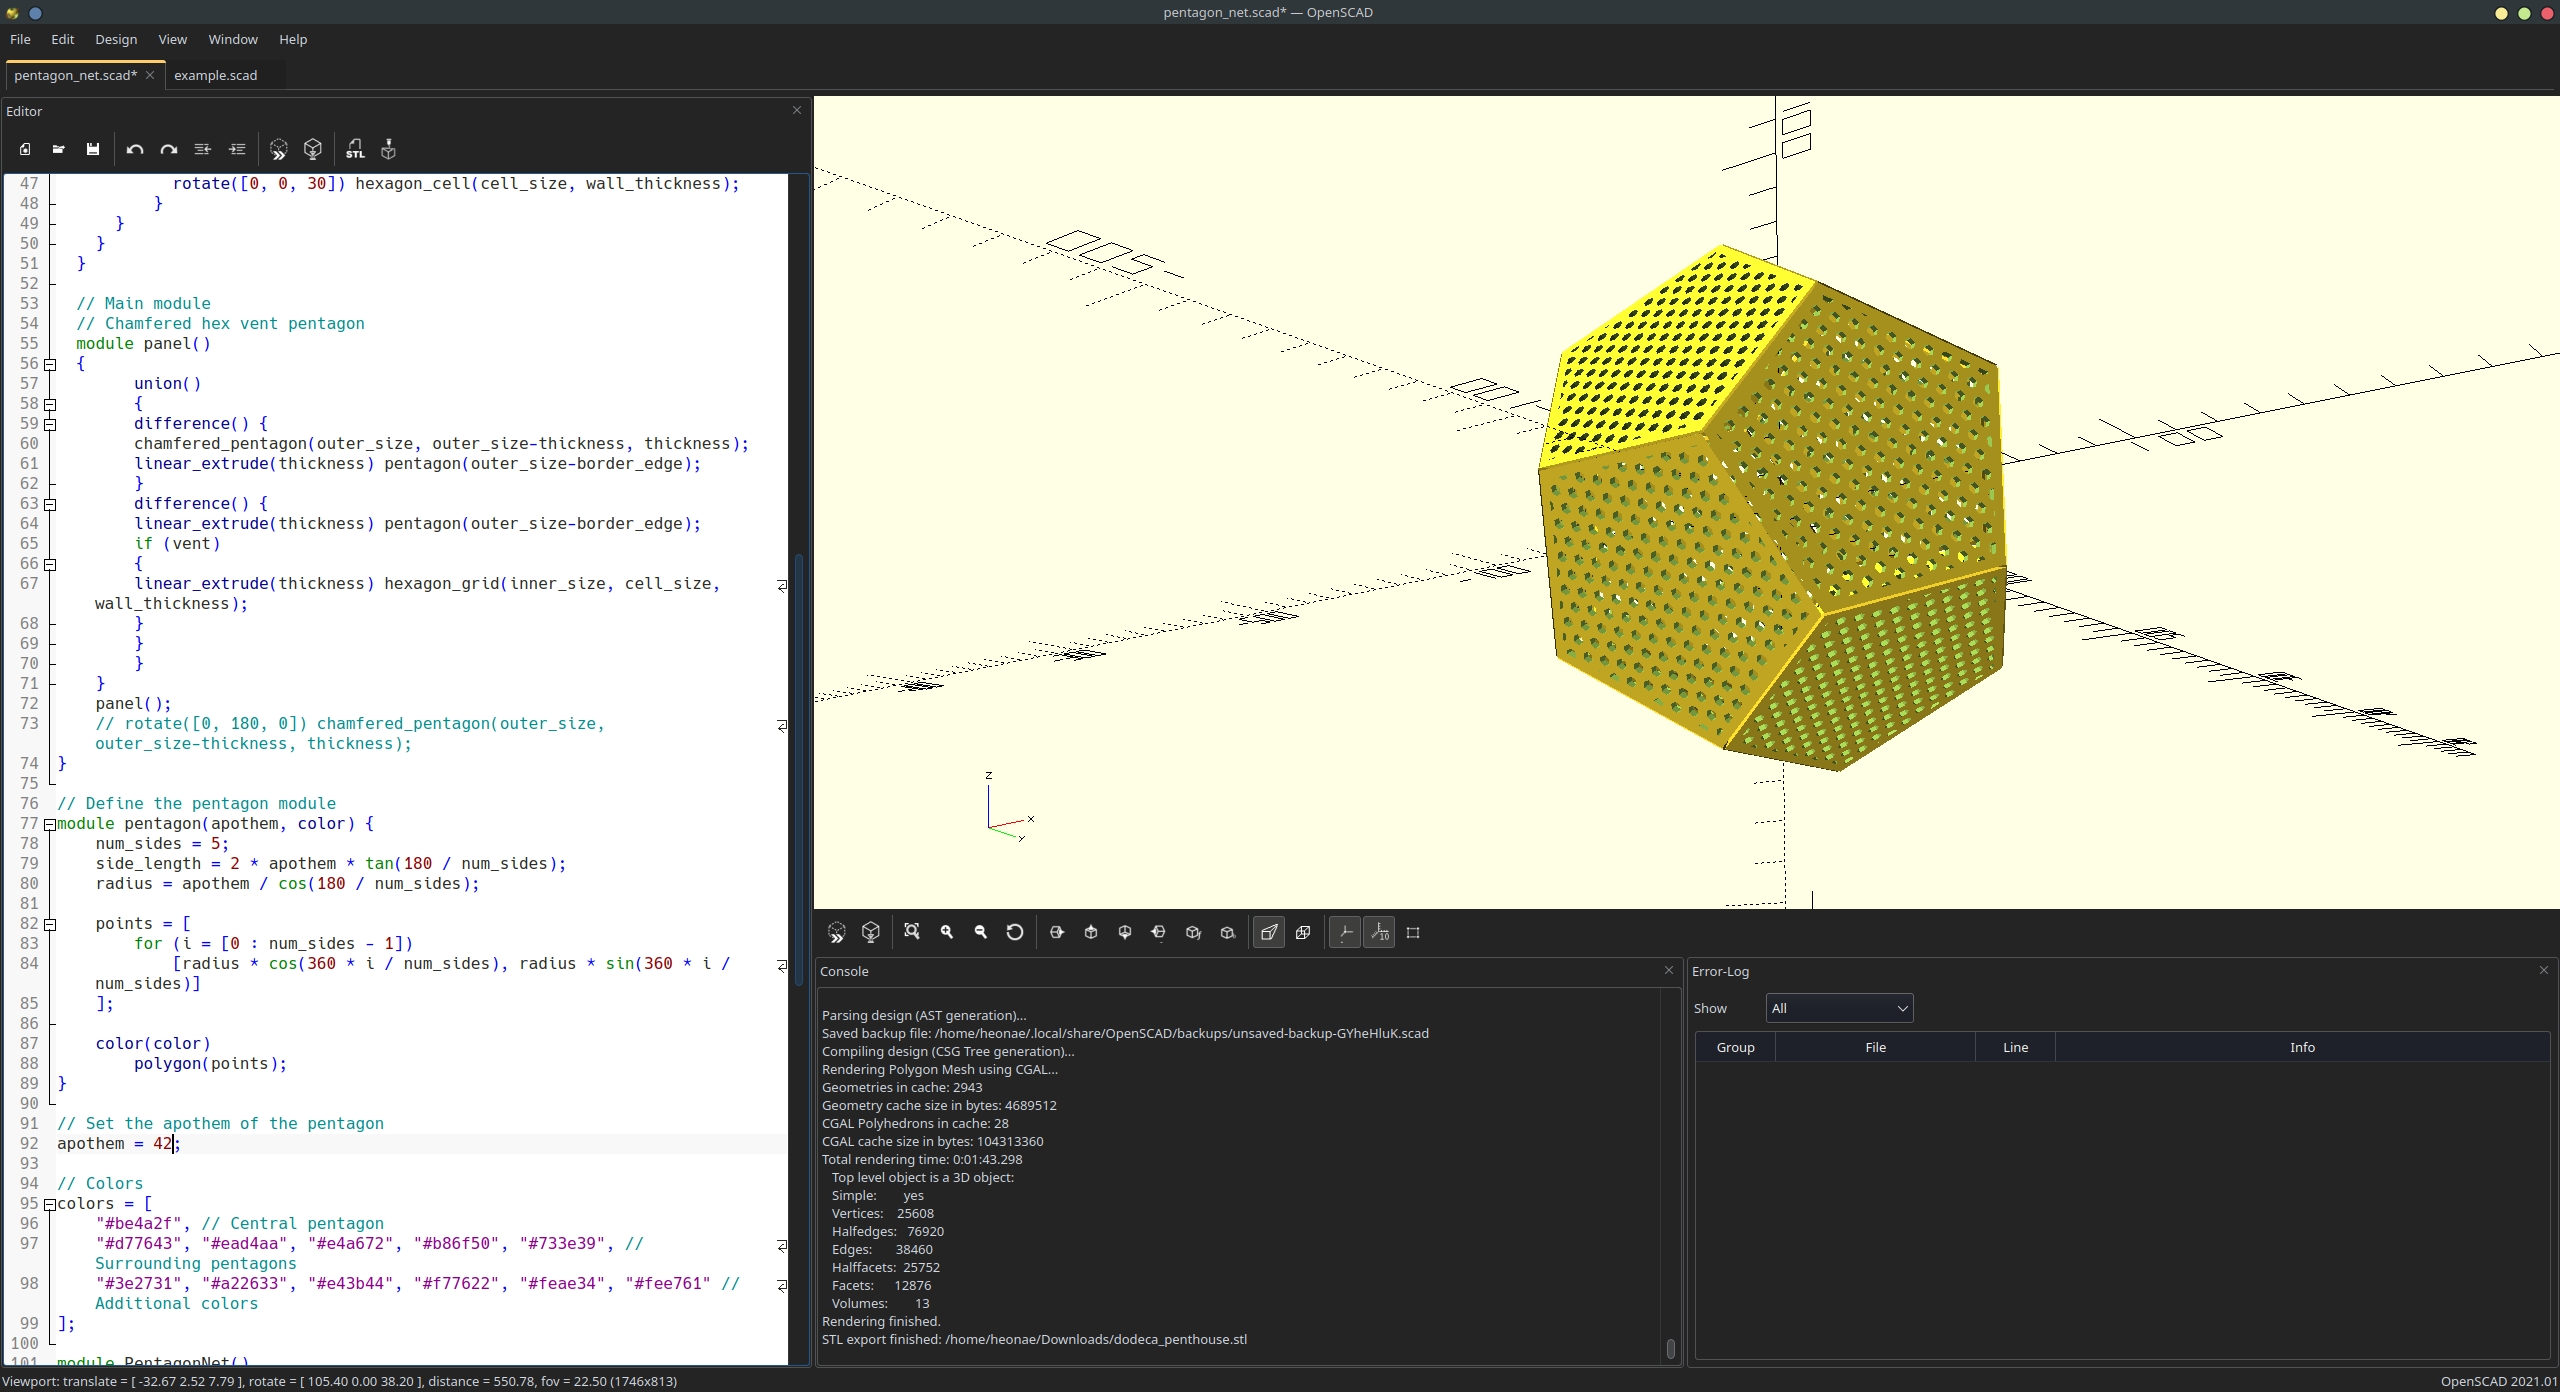 pentagon_net.scad* — OpenSCAD
File Edit Design View Window Help
pentagon_net.scad* example.scad
Editor
STL
47 rotate([0, 0, 30]) hexagon_cell(cell_size, wall_thickness);
48 }
49 }
50 }
51 }
52
53 // Main module
54 // Chamfered hex vent pentagon
55 module panel()
56 {
57 union()
58 {
59 difference() {
60 chamfered_pentagon(outer_size, outer_size-thickness, thickness);
61 linear_extrude(thickness) pentagon(outer_size-border_edge);
62 }
63 difference() {
64 linear_extrude(thickness) pentagon(outer_size-border_edge);
65 if (vent)
66 {
67 linear_extrude(thickness) hexagon_grid(inner_size, cell_size,
wall_thickness);
68 }
69 }
70 }
71 }
72 panel();
73 // rotate([0, 180, 0]) chamfered_pentagon(outer_size,
outer_size-thickness, thickness);
74 }
75
76 // Define the pentagon module
77 module pentagon(apothem, color) {
78 num_sides = 5;
79 side_length = 2 * apothem * tan(180 / num_sides);
80 radius = apothem / cos(180 / num_sides);
81
82 points = [
83 for (i = [0 : num_sides - 1])
84 [radius * cos(360 * i / num_sides), radius * sin(360 * i /
num_sides)]
85 ];
86
87 color(color)
88 polygon(points);
89 }
90
91 // Set the apothem of the pentagon
92 apothem = 42;
93
94 // Colors
95 colors = [
96 "#be4a2f", // Central pentagon
97 "#d77643", "#ead4aa", "#e4a672", "#b86f50", "#733e39", //
Surrounding pentagons
98 "#3e2731", "#a22633", "#e43b44", "#f77622", "#feae34", "#fee761" //
Additional colors
99 ];
100
101 module PentagonNet()
z
x
y
10
Console
Parsing design (AST generation)...
Saved backup file: /home/heonae/.local/share/OpenSCAD/backups/unsaved-backup-GYheHluK.scad
Compiling design (CSG Tree generation)...
Rendering Polygon Mesh using CGAL...
Geometries in cache: 2943
Geometry cache size in bytes: 4689512
CGAL Polyhedrons in cache: 28
CGAL cache size in bytes: 104313360
Total rendering time: 0:01:43.298
Top level object is a 3D object:
Simple: yes
Vertices: 25608
Halfedges: 76920
Edges: 38460
Halffacets: 25752
Facets: 12876
Volumes: 13
Rendering finished.
STL export finished: /home/heonae/Downloads/dodeca_penthouse.stl
Error-Log
Show All
Group File Line Info
Viewport: translate = [ -32.67 2.52 7.79 ], rotate = [ 105.40 0.00 38.20 ], distance = 550.78, fov = 22.50 (1746x813)
OpenSCAD 2021.01